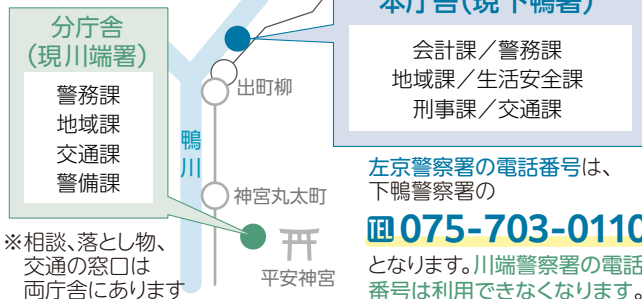 本庁舎(現 下鴨署)
会計課／警務課
地域課／生活安全課
刑事課／交通課
分庁舎
(現川端署)
警務課
地域課
交通課
警備課
※相談、落とし物、
交通の窓口は
両庁舎にあります
出町柳
鴨川
神宮丸太町
平安神宮
左京警察署の電話番号は、
下鴨警察署の
TEL 075-703-0110
となります。川端警察署の電話
番号は利用できなくなります。